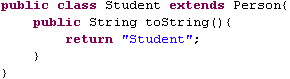 public class Student extends Person{
    public String toString(){
        return "Student";
    }
}